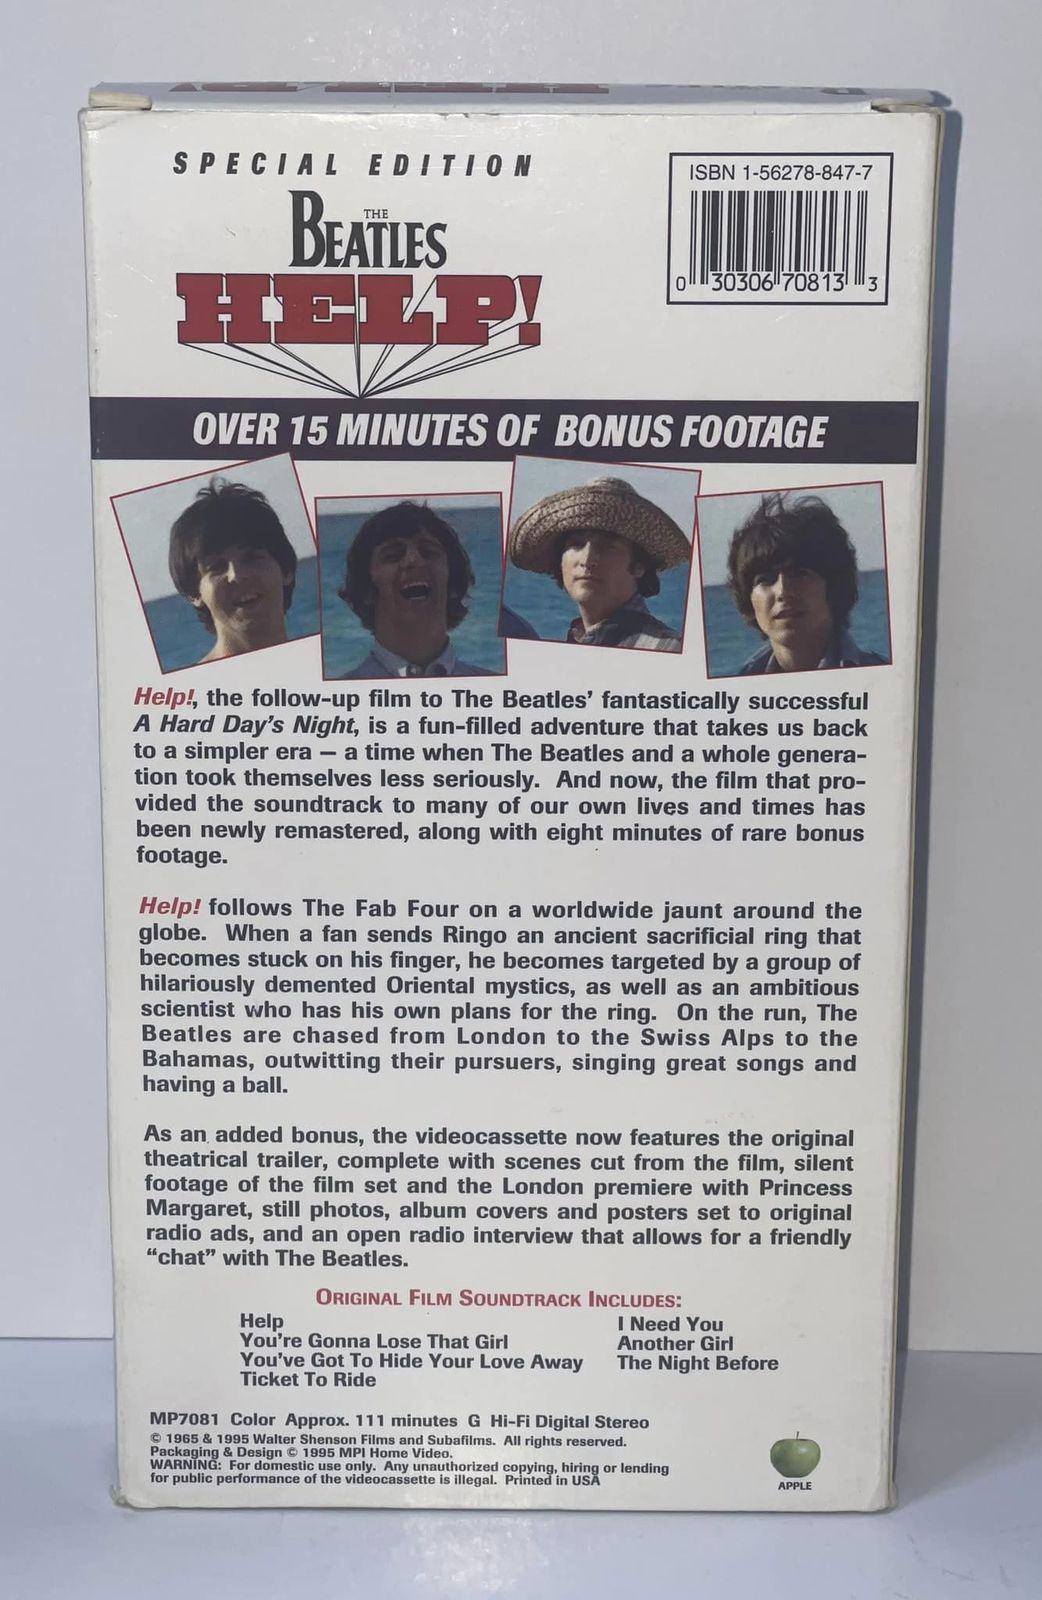 SPECIAL EDITION
THE
BEATLES
HELP!
ISBN 1-56278-847-7
0 30306 70813 3
OVER 15 MINUTES OF BONUS FOOTAGE
Help!, the follow-up film to The Beatles' fantastically successful
A Hard Day's Night, is a fun-filled adventure that takes us back
to a simpler era – a time when The Beatles and a whole genera-
tion took themselves less seriously. And now, the film that pro-
vided the soundtrack to many of our own lives and times has
been newly remastered, along with eight minutes of rare bonus
footage.
Help! follows The Fab Four on a worldwide jaunt around the
globe. When a fan sends Ringo an ancient sacrificial ring that
becomes stuck on his finger, he becomes targeted by a group of
hilariously demented Oriental mystics, as well as an ambitious
scientist who has his own plans for the ring. On the run, The
Beatles are chased from London to the Swiss Alps to the
Bahamas, outwitting their pursuers, singing great songs and
having a ball.
As an added bonus, the videocassette now features the original
theatrical trailer, complete with scenes cut from the film, silent
footage of the film set and the London premiere with Princess
Margaret, still photos, album covers and posters set to original
radio ads, and an open radio interview that allows for a friendly
“chat” with The Beatles.
ORIGINAL FILM SOUNDTRACK INCLUDES:
Help
You're Gonna Lose That Girl
You've Got To Hide Your Love Away
Ticket To Ride
I Need You
Another Girl
The Night Before
MP7081 Color Approx. 111 minutes G Hi-Fi Digital Stereo
© 1965 & 1995 Walter Shenson Films and Subafilms. All rights reserved.
Packaging & Design © 1995 MPI Home Video.
WARNING: For domestic use only. Any unauthorized copying, hiring or lending
for public performance of the videocassette is illegal. Printed in USA
APPLE